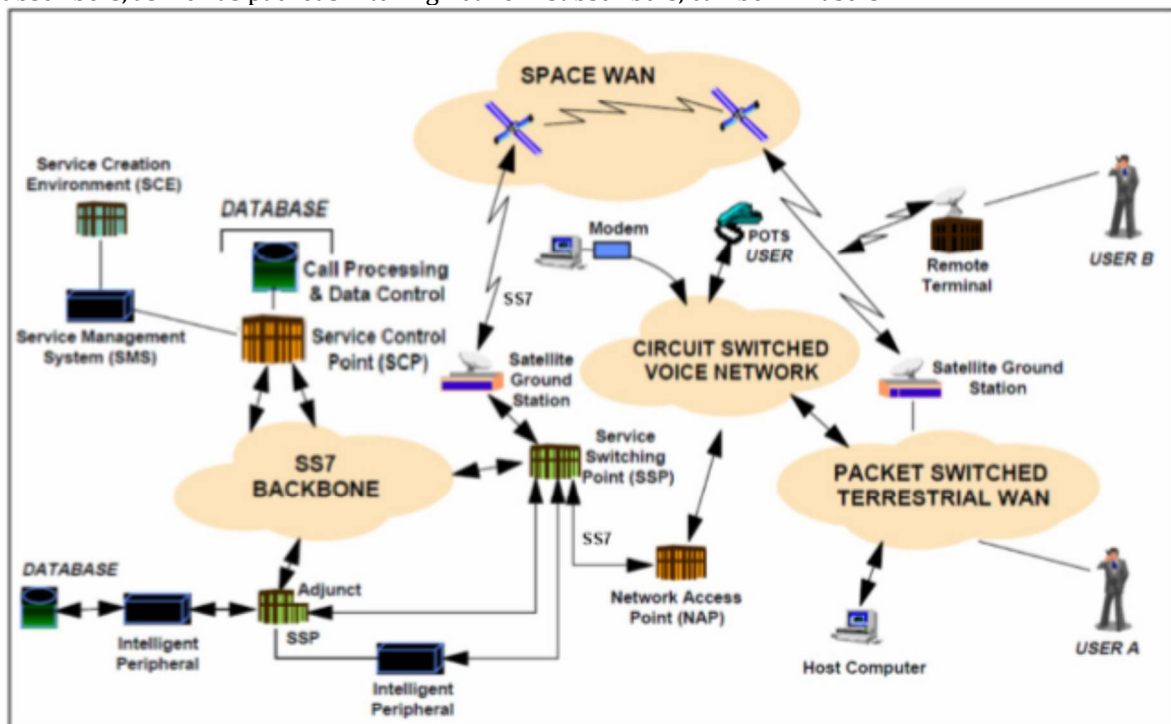 SPACE WAN
Service Creation
Environment (SCE)
DATABASE
Call Processing
& Data Control
Modem
POTS
USER
Remote
Terminal
USER B
SS7
Service Management
System (SMS)
Service Control
Point (SCP)
Satellite
Ground
Station
CIRCUIT SWITCHED
VOICE NETWORK
Satellite Ground
Station
SS7
BACKBONE
Service
Switching
Point (SSP)
PACKET SWITCHED
TERRESTRIAL WAN
SS7
DATABASE
Adjunct
SSP
Intelligent
Peripheral
Network Access
Point (NAP)
Host Computer
USER A
Intelligent
Peripheral